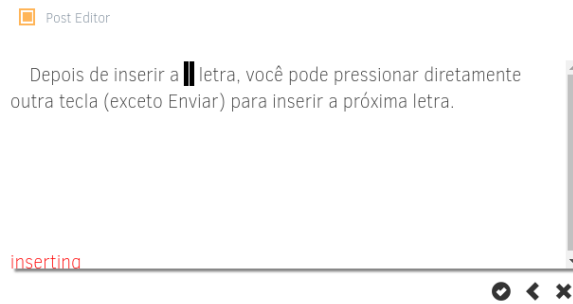 Post Editor
Depois de inserir a letra, você pode pressionar diretamente
outra tecla (exceto Enviar) para inserir a próxima letra.
inserting